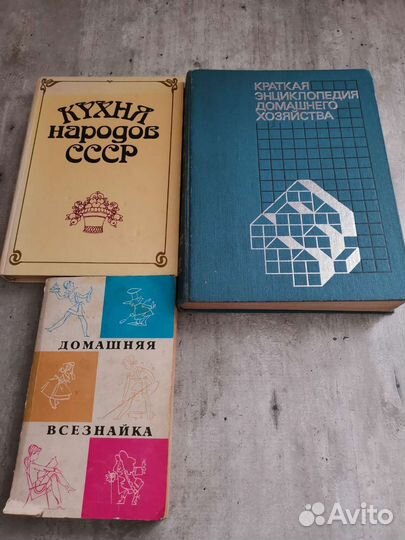 КУХНЯ
народов
СССР
КРАТКАЯ
ЭНЦИКЛОПЕДИЯ
ДОМАШНЕГО
ХОЗЯЙСТВА
ДОМАШНЯЯ
ВСЕЗНАЙКА
Avito